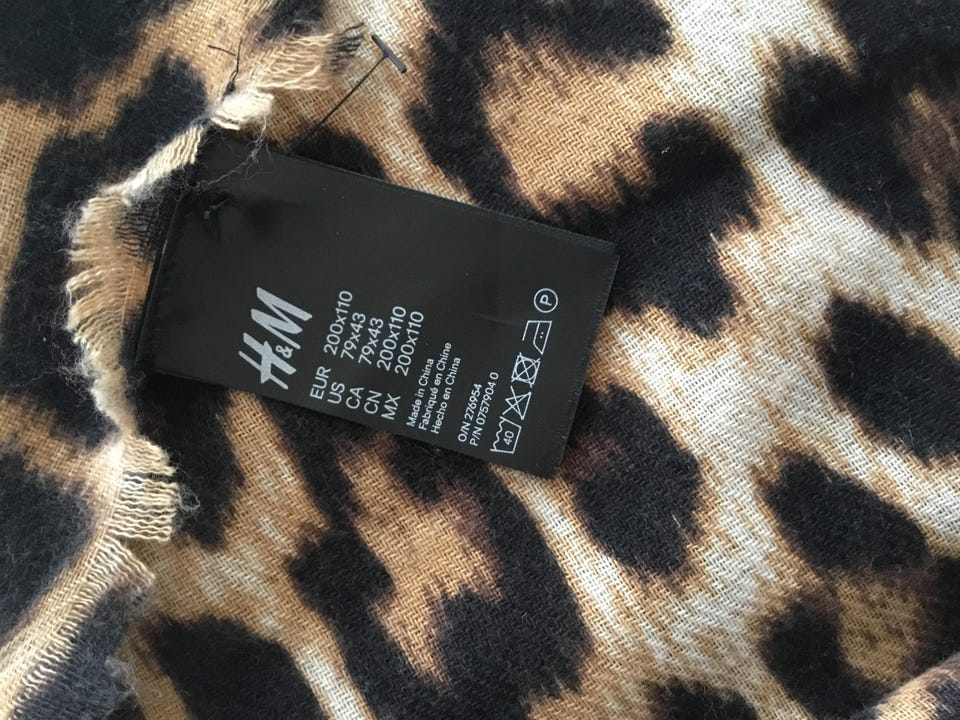 H&M
EUR 200x110
US 79x43
CA 79x43
CN 200x110
MX 200x110
Made in China
Fabriqué en Chine
Hecho en China
O/N 276954
P/N 0757904 0
40 P